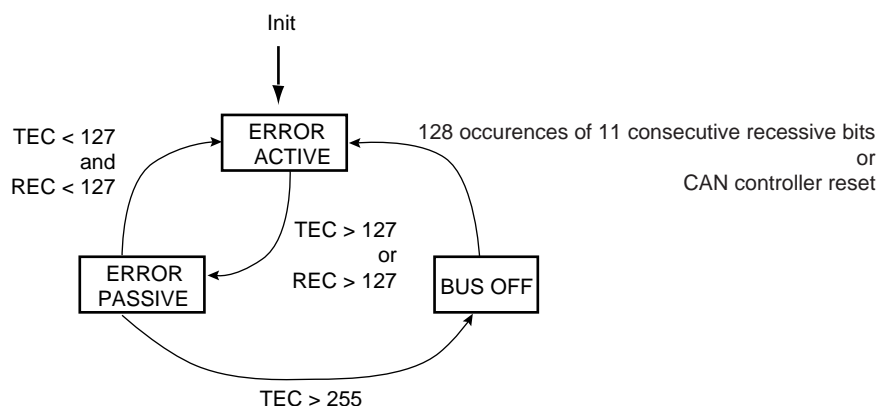 Init
TEC < 127
and
REC < 127
ERROR
ACTIVE
128 occurences of 11 consecutive recessive bits
or
CAN controller reset
TEC > 127
or
REC > 127
ERROR
PASSIVE
BUS OFF
TEC > 255